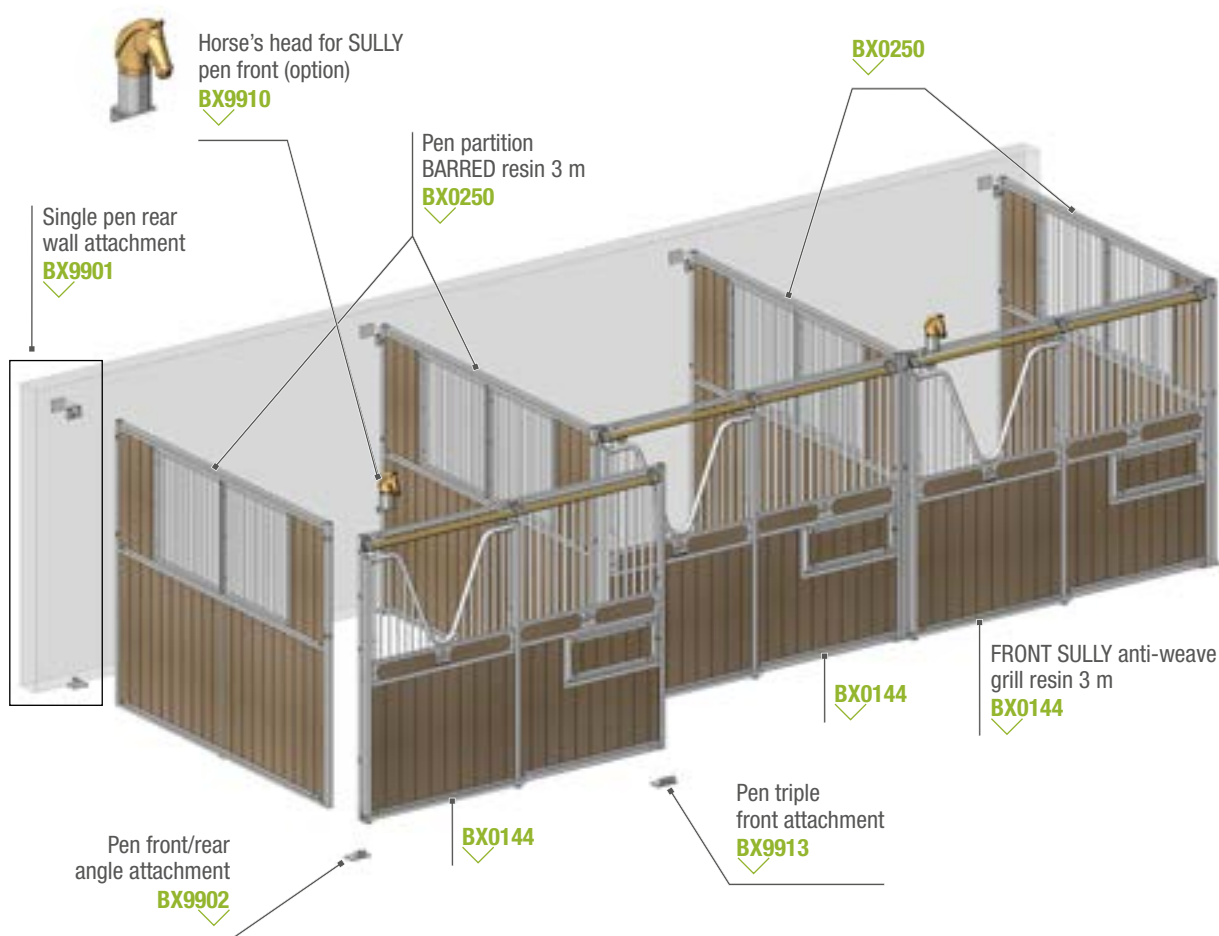 Horse's head for SULLY
pen front (option)
BX9910
BX0250
Pen partition
BARRED resin 3 m
BX0250
Single pen rear
wall attachment
BX9901
FRONT SULLY anti-weave
grill resin 3 m
BX0144
BX0144
Pen triple
front attachment
BX9913
BX0144
Pen front/rear
angle attachment
BX9902